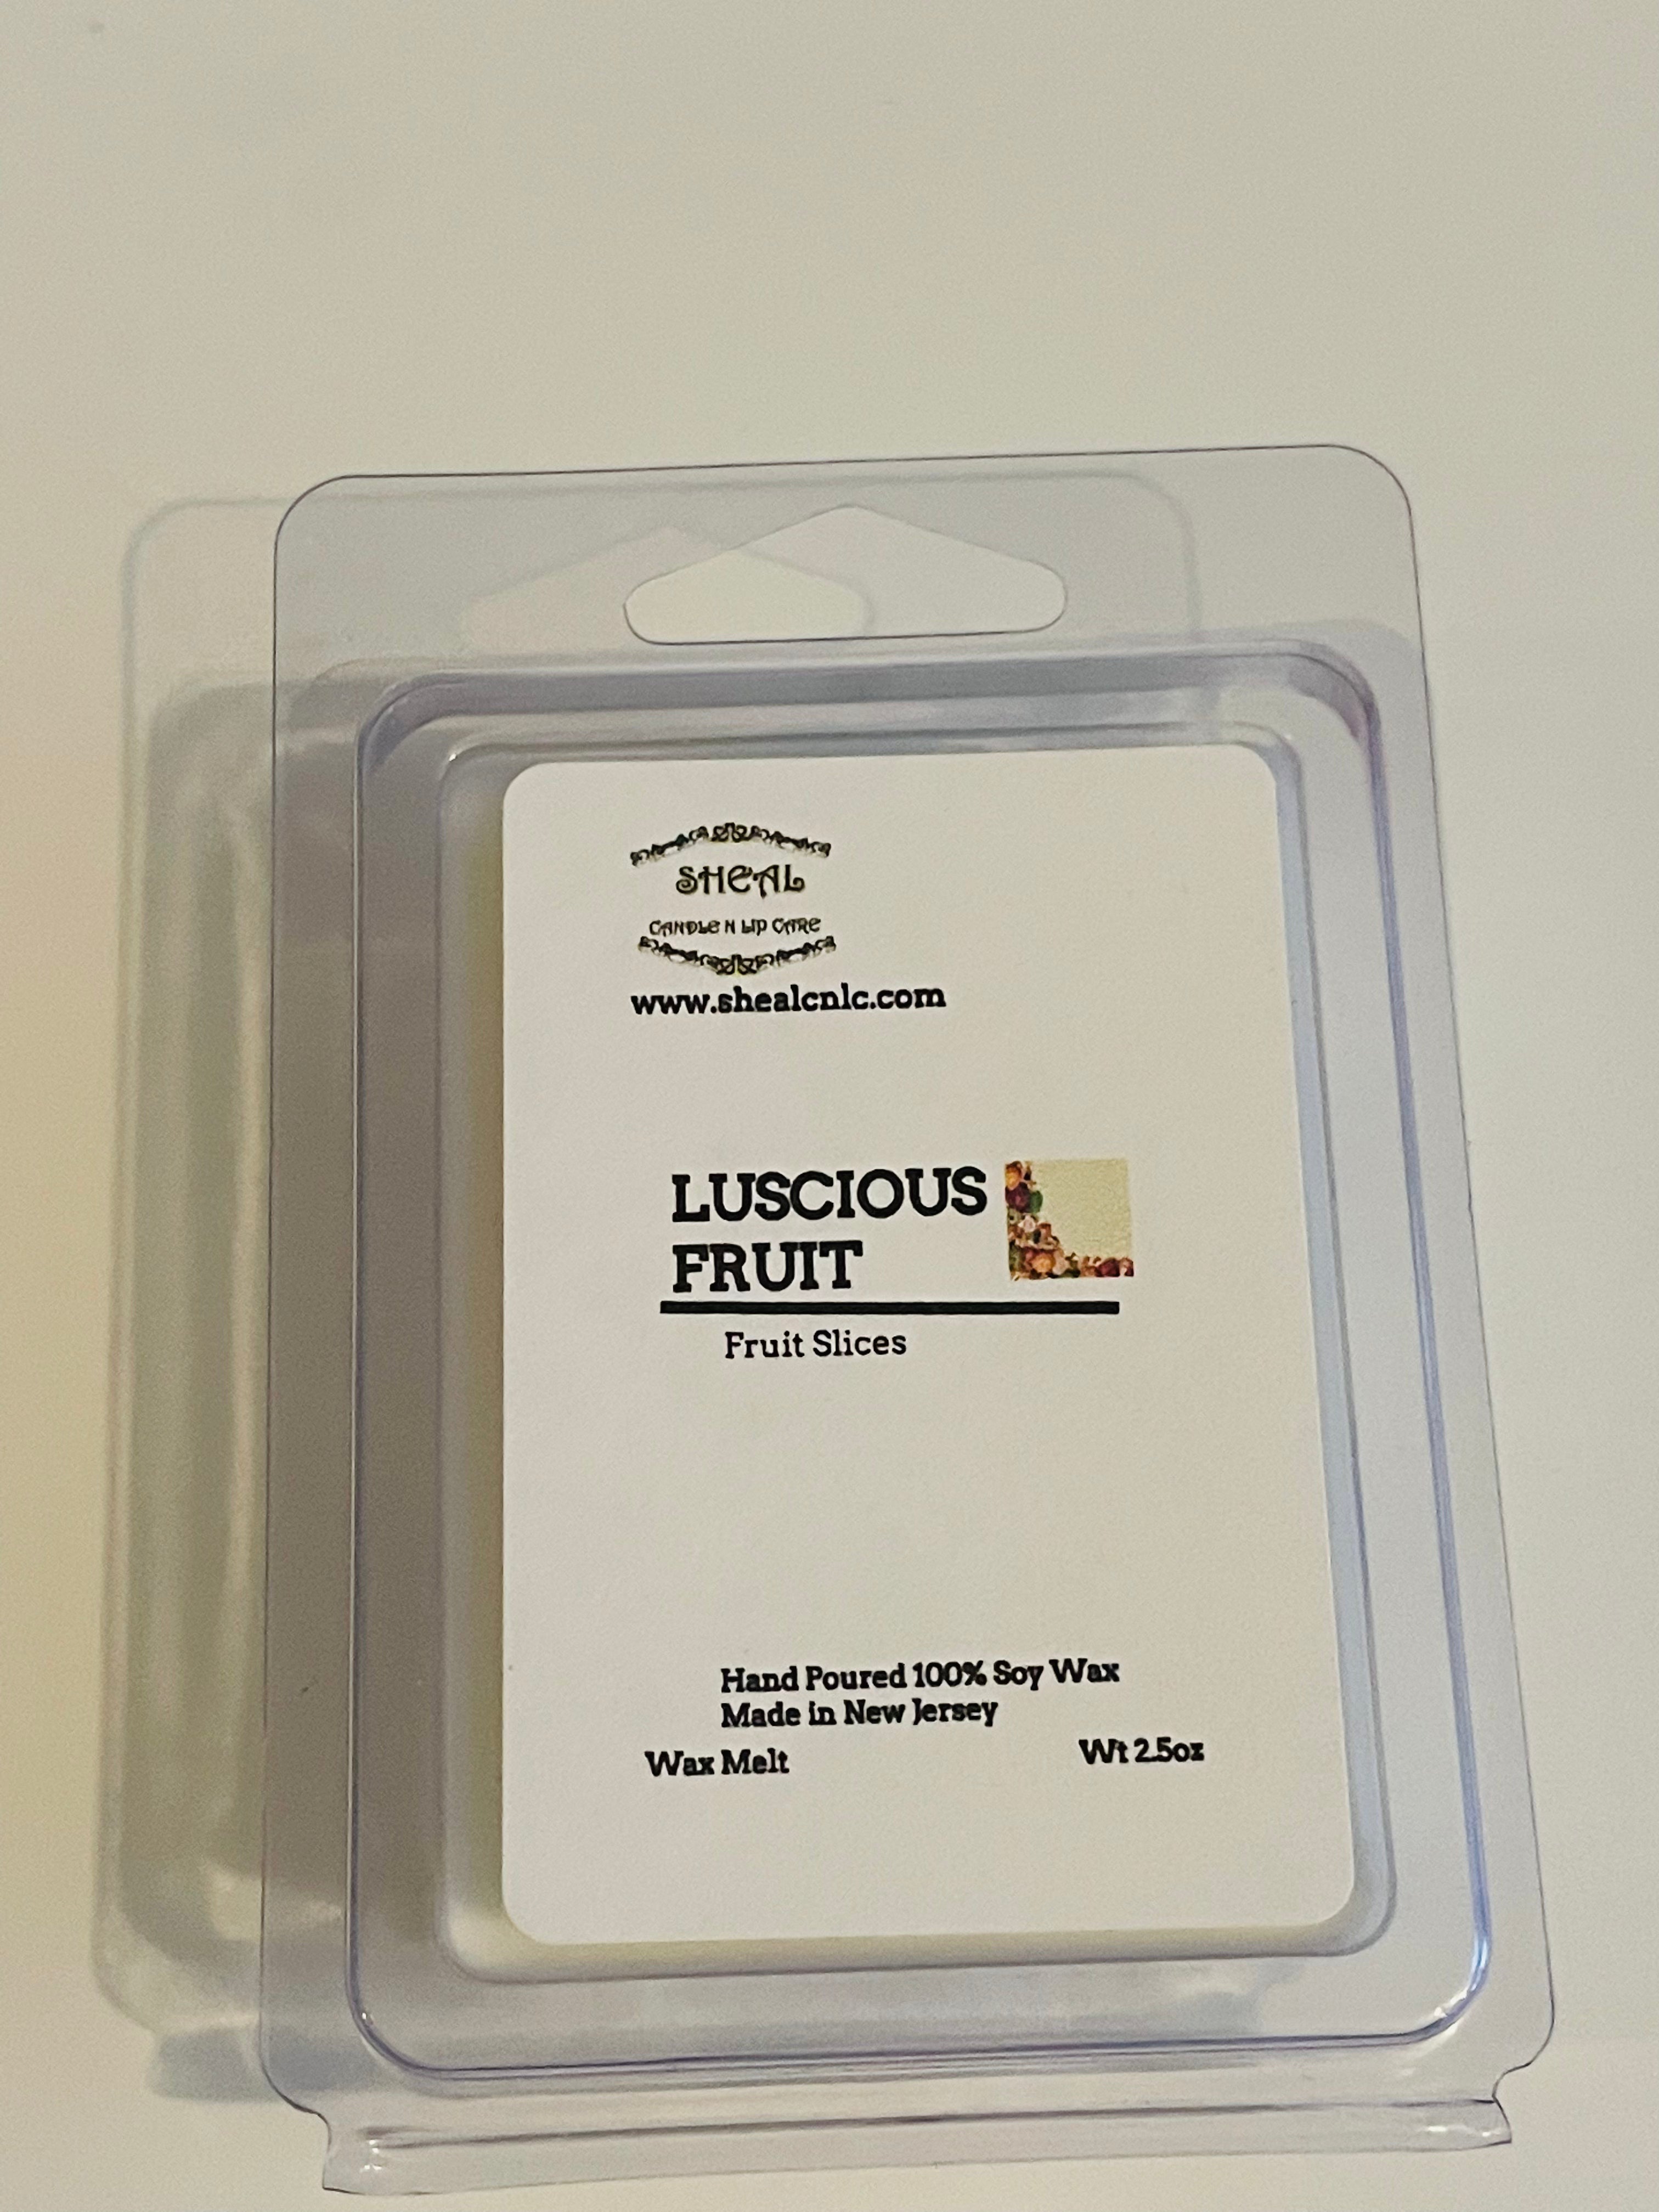 SHEAL
CANDLE N LIP CARE
www.shealcnlc.com
LUSCIOUS
FRUIT
Fruit Slices
Hand Poured 100% Soy Wax
Made in New Jersey
Wax Melt Wt 2.5oz